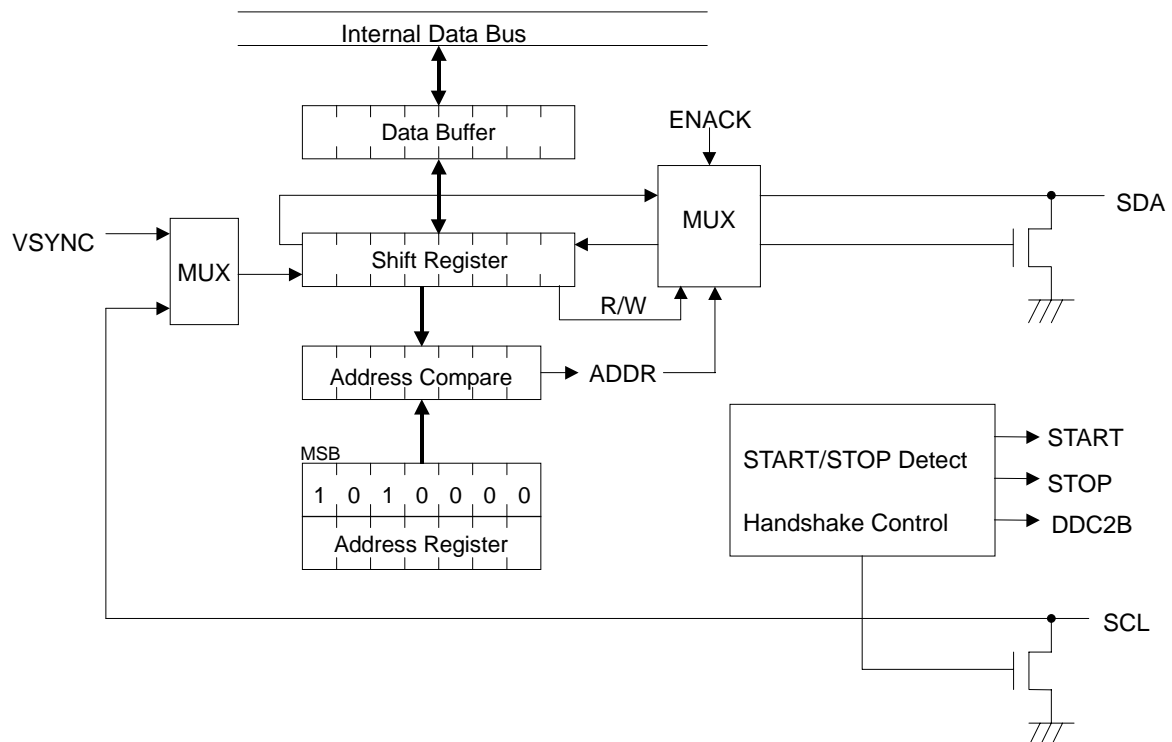 Internal Data Bus
Data Buffer
ENACK
MUX
SDA
VSYNC
MUX
Shift Register
R/W
Address Compare
ADDR
MSB
1 0 1 0 0 0 0
Address Register
START/STOP Detect
Handshake Control
START
STOP
DDC2B
SCL